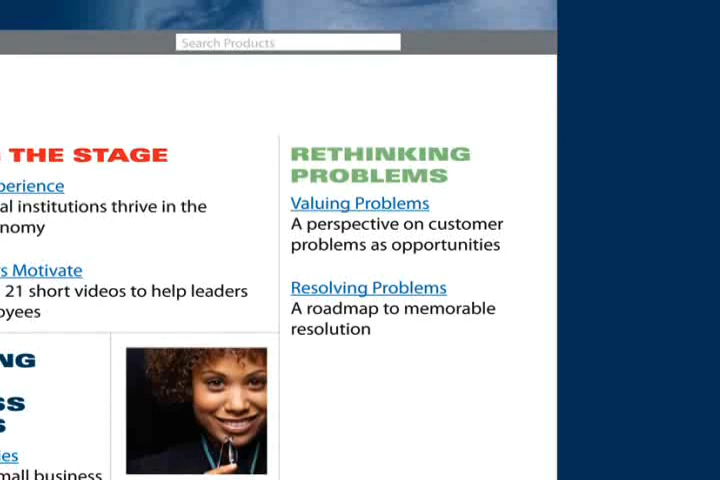 Search Products
THE STAGE
perience
al institutions thrive in the
nomy
s Motivate
21 short videos to help leaders
oyees
RETHINKING
PROBLEMS
Valuing Problems
A perspective on customer
problems as opportunities
Resolving Problems
A roadmap to memorable
resolution
NG
SS
S
ies
mall business